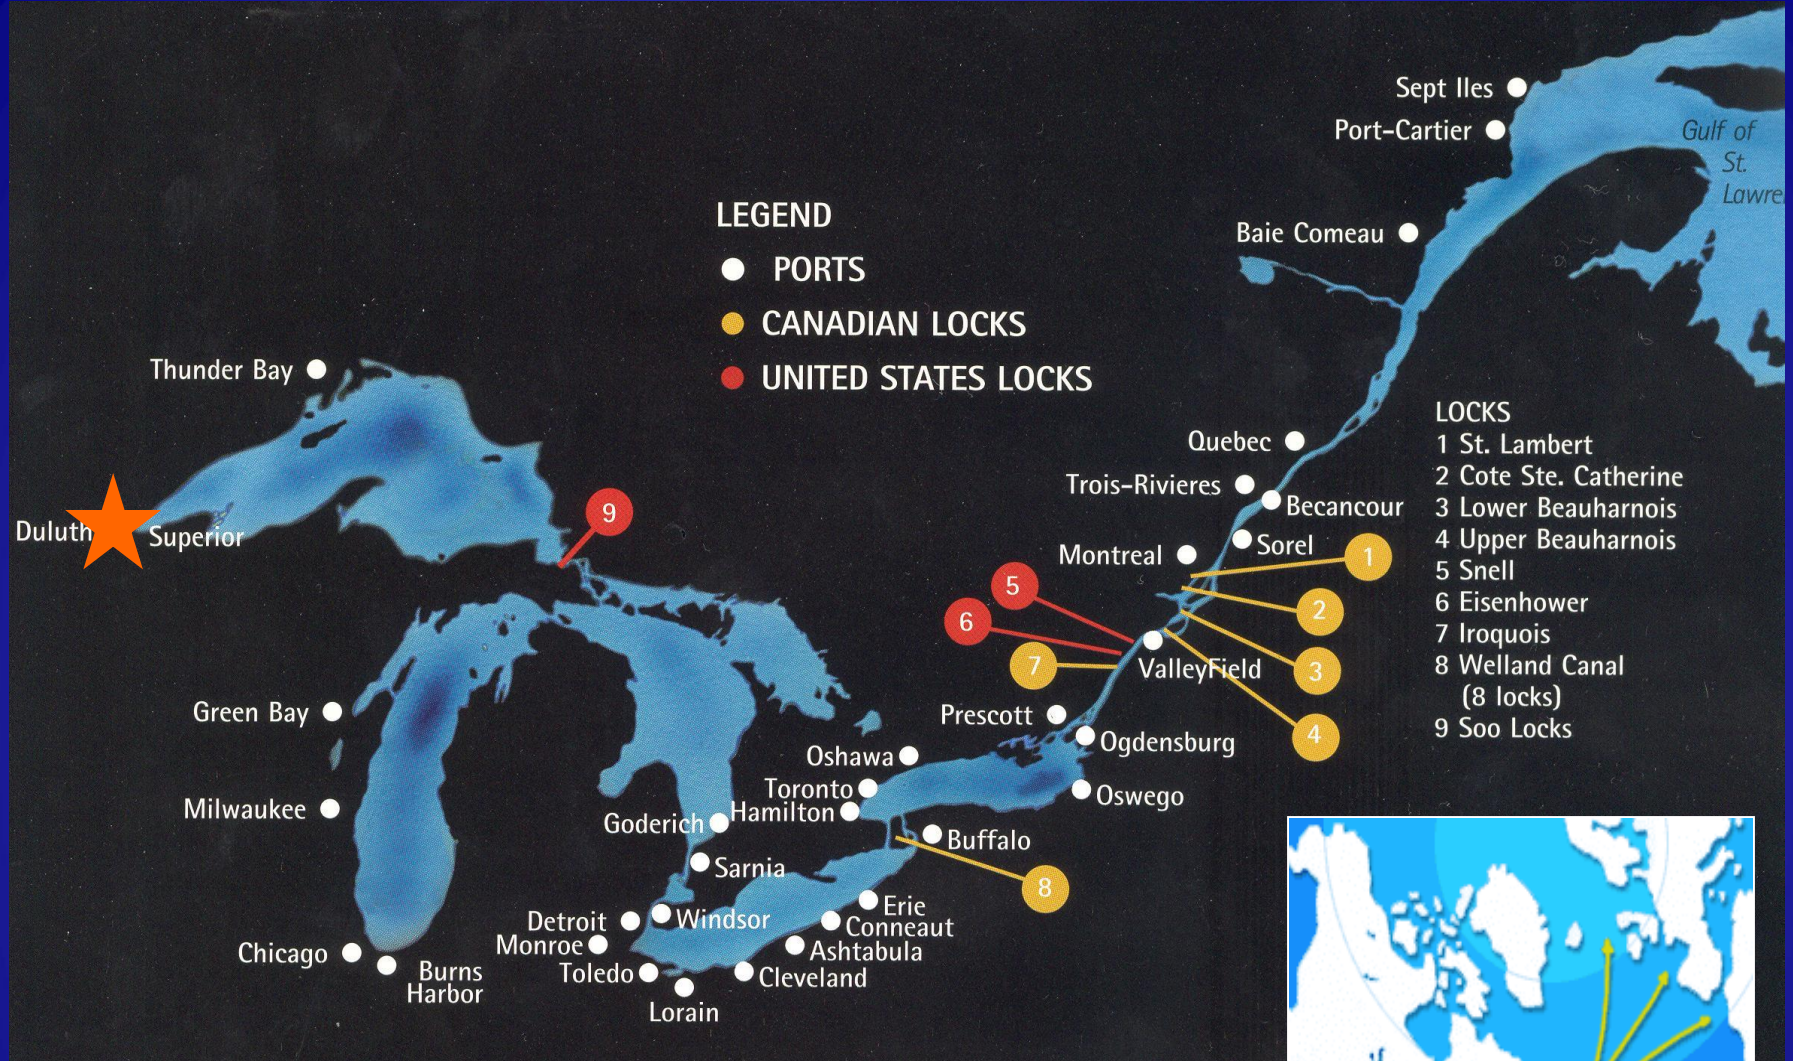 Sept Iles
Port-Cartier
Gulf of
St.
Baie Comeau
LEGEND
PORTS
CANADIAN LOCKS
UNITED STATES LOCKS
Thunder Bay
Duluth
Superior
9
Quebec
Trois-Rivieres
Becancour
Sorel
Montreal
1
5
2
6
7
ValleyField
3
4
LOCKS
1 St. Lambert
2 Cote Ste. Catherine
3 Lower Beauharnois
4 Upper Beauharnois
5 Snell
6 Eisenhower
7 Iroquois
8 Welland Canal
(8 locks)
9 Soo Locks
Green Bay
Prescott
Ogdensburg
Oshawa
Toronto
Oswego
Milwaukee
Hamilton
Goderich
Buffalo
Sarnia
8
Erie
Detroit
Windsor
Conneaut
Monroe
Ashtabula
Chicago
Burns
Harbor
Toledo
Cleveland
Lorain